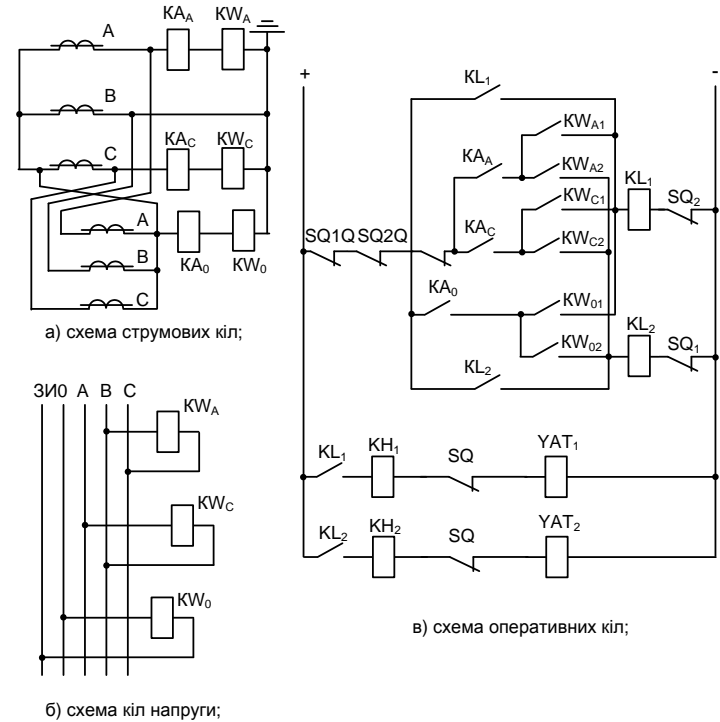 A KA_A KW_A
B
C KA_C KW_C
A
B KA_0 KW_0
C
а) схема струмових кіл;
ЗИ0 A B C
KW_A
KW_C
KW_0
б) схема кіл напруги;
+ -
KL_1
KW_A1
KA_A KW_A2
KW_C1 KL_1 SQ_2
SQ1Q SQ2Q KA_C KW_C2
KA_0 KW_01
KW_02 KL_2 SQ_1
KL_2
KL_1 KH_1 SQ YAT_1
KL_2 KH_2 SQ YAT_2
в) схема оперативних кіл;